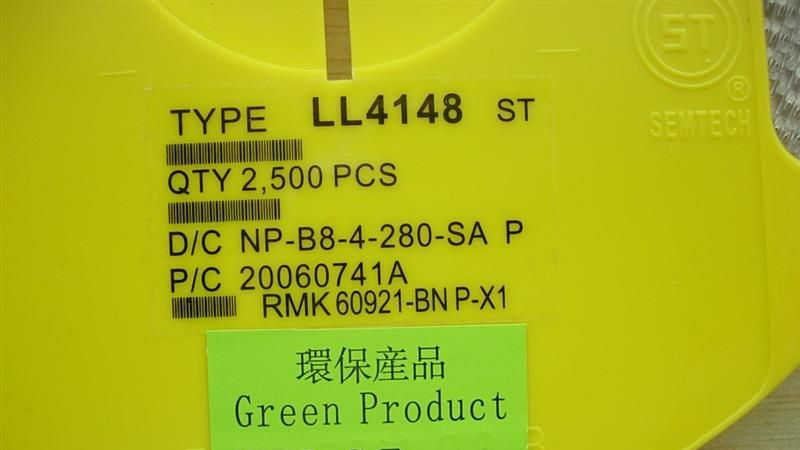 ST
®
SEMTECH
TYPE LL4148 ST
QTY 2,500 PCS
D/C NP-B8-4-280-SA P
P/C 20060741A
RMK 60921-BN P-X1
環保産品
Green Product